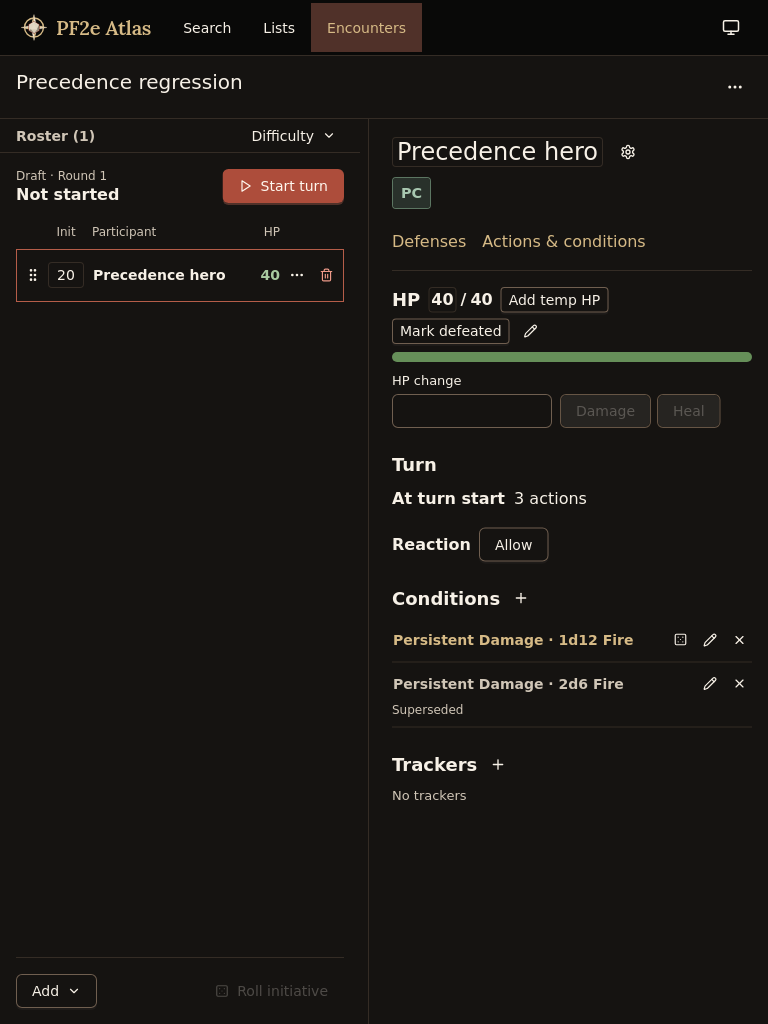 PF2e Atlas Search Lists Encounters
Precedence regression
Roster (1) Difficulty
Draft · Round 1
Not started
Start turn
Init Participant HP
20 Precedence hero 40
Add
Roll initiative
Precedence hero
PC
Defenses Actions & conditions
HP 40 / 40 Add temp HP
Mark defeated
HP change
Damage Heal
Turn
At turn start 3 actions
Reaction Allow
Conditions
Persistent Damage · 1d12 Fire
Persistent Damage · 2d6 Fire
Superseded
Trackers
No trackers